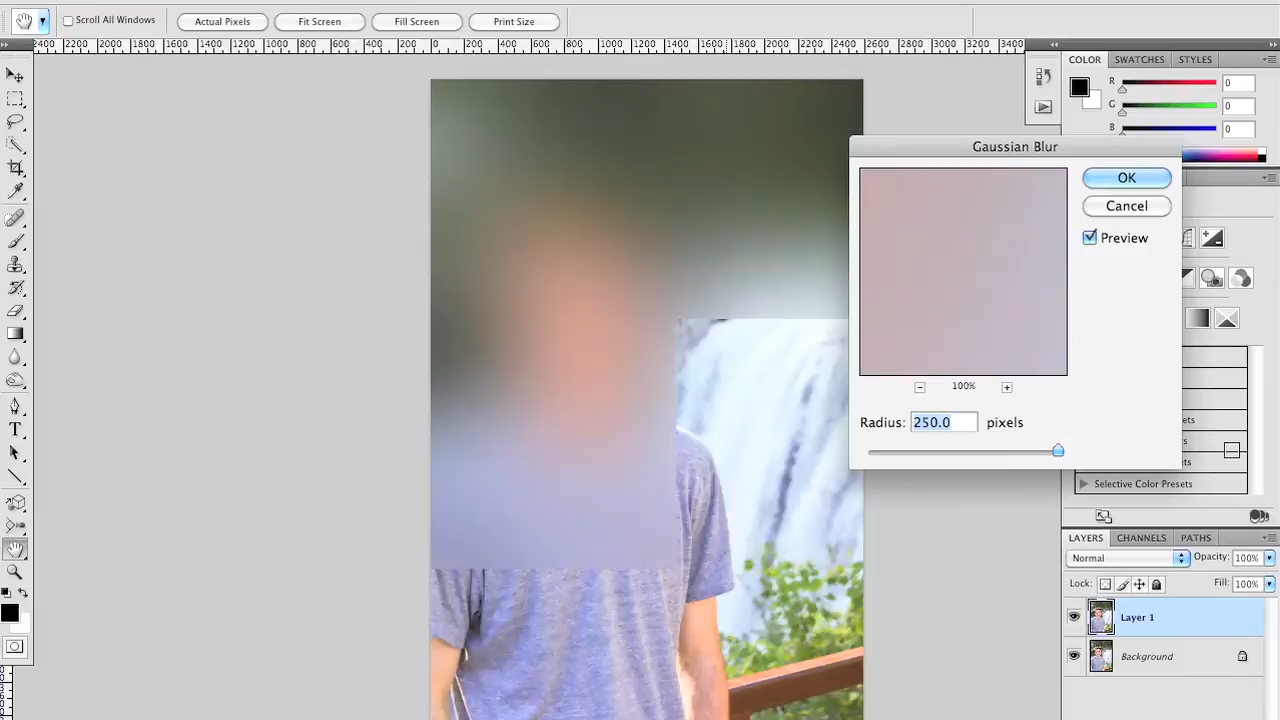 Scroll All Windows
Actual Pixels
Fit Screen
Fill Screen
Print Size
2400 2200 2000 1800 1600 1400 1200 1000 800 600 400 200 0 200 400 600 800 1000 1200 1400 1600 1800 2000 2200 2400 2600 2800 3000 3200 3400
COLOR SWATCHES STYLES
R 0
G 0
B 0
Gaussian Blur
OK
Cancel
Preview
100%
Radius: 250.0 pixels
Selective Color Presets
LAYERS CHANNELS PATHS
Normal Opacity: 100%
Lock: Fill: 100%
Layer 1
Background